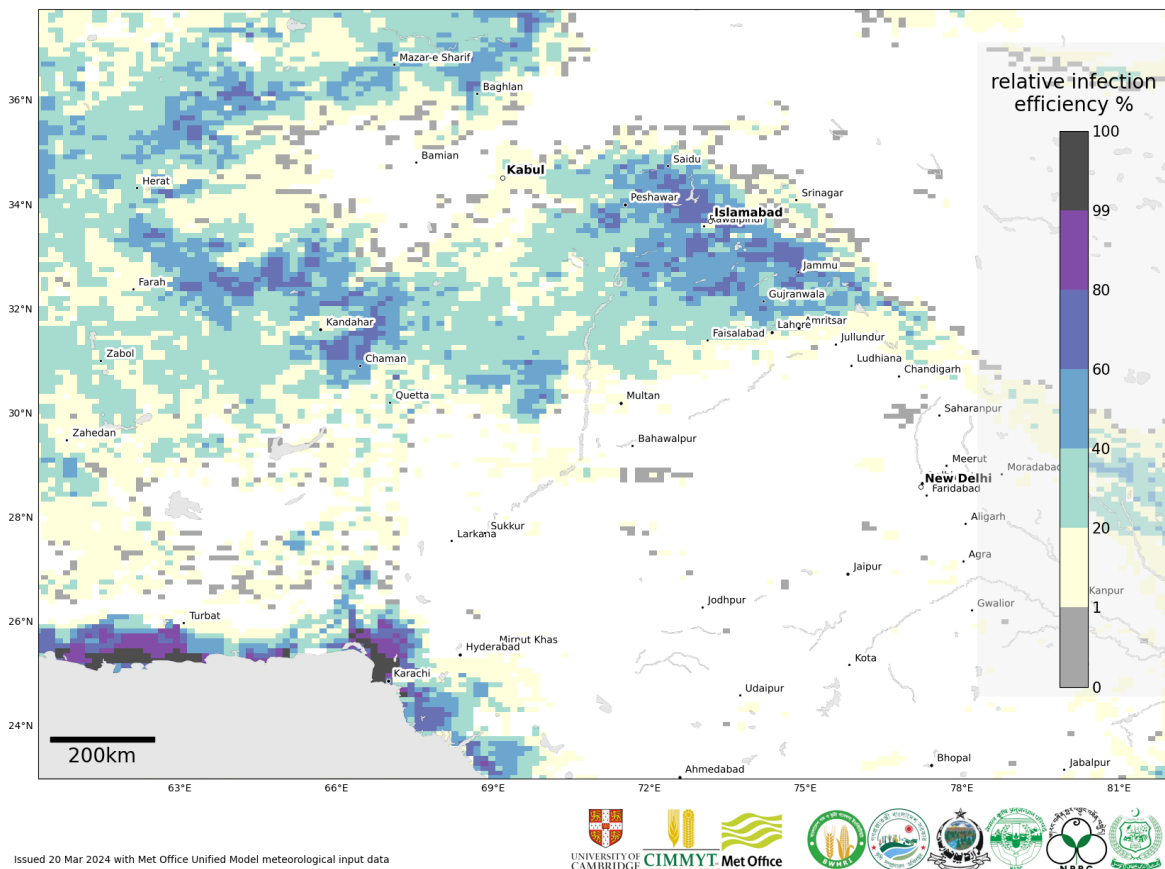 relative infection
efficiency %
100
99
80
60
40
20
1
0
36°N
34°N
32°N
30°N
28°N
26°N
24°N
Mazar-e Sharif
Baghlan
Bamian
Kabul
Saidu
Herat
Peshawar
Srinagar
Islamabad
Rawalpindi
Jammu
Farah
Gujranwala
Kandahar
Lahore
Amritsar
Faisalabad
Jullundur
Zabol
Chaman
Ludhiana
Chandigarh
Quetta
Multan
Saharanpur
Zahedan
Bahawalpur
Meerut
Moradabad
New Delhi
Faridabad
Sukkur
Larkana
Aligarh
Agra
Jaipur
Kanpur
Jodhpur
Gwalior
Turbat
Mirput Khas
Hyderabad
Kota
Karachi
Udaipur
Bhopal
Jabalpur
Ahmedabad
200km
63°E
66°E
69°E
72°E
75°E
78°E
81°E
Issued 20 Mar 2024 with Met Office Unified Model meteorological input data
UNIVERSITY OF
CAMBRIDGE
CIMMYT
Met Office
BWMRI
NPPC